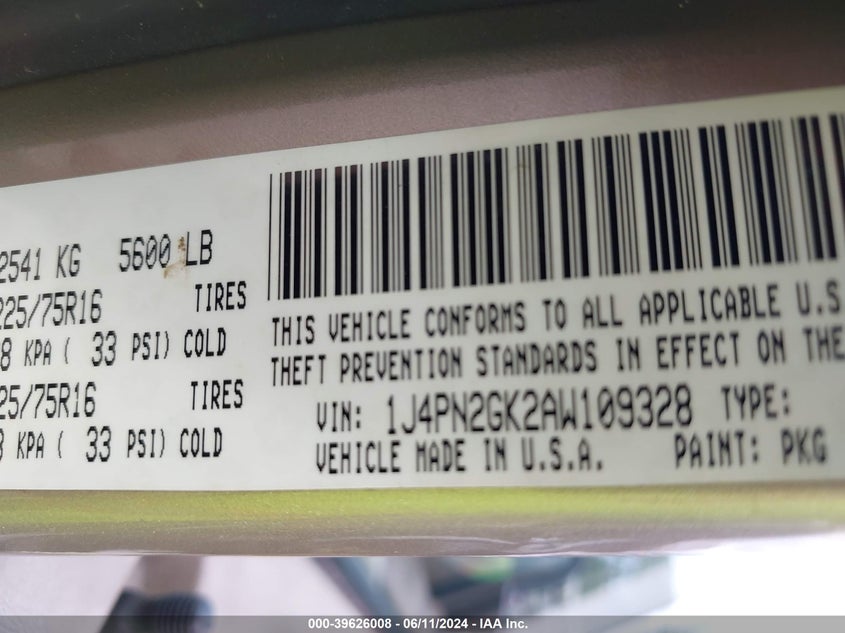 2541 KG 5600 LB
225/75R16 TIRES
8 KPA ( 33 PSI) COLD
25/75R16 TIRES
8 KPA ( 33 PSI) COLD
THIS VEHICLE CONFORMS TO ALL APPLICABLE U.S
THEFT PREVENTION STANDARDS IN EFFECT ON THE
VIN: 1J4PN2GK2AW109328 TYPE:
VEHICLE MADE IN U.S.A. PAINT: PKG
000-39626008 - 06/11/2024 - IAA Inc.